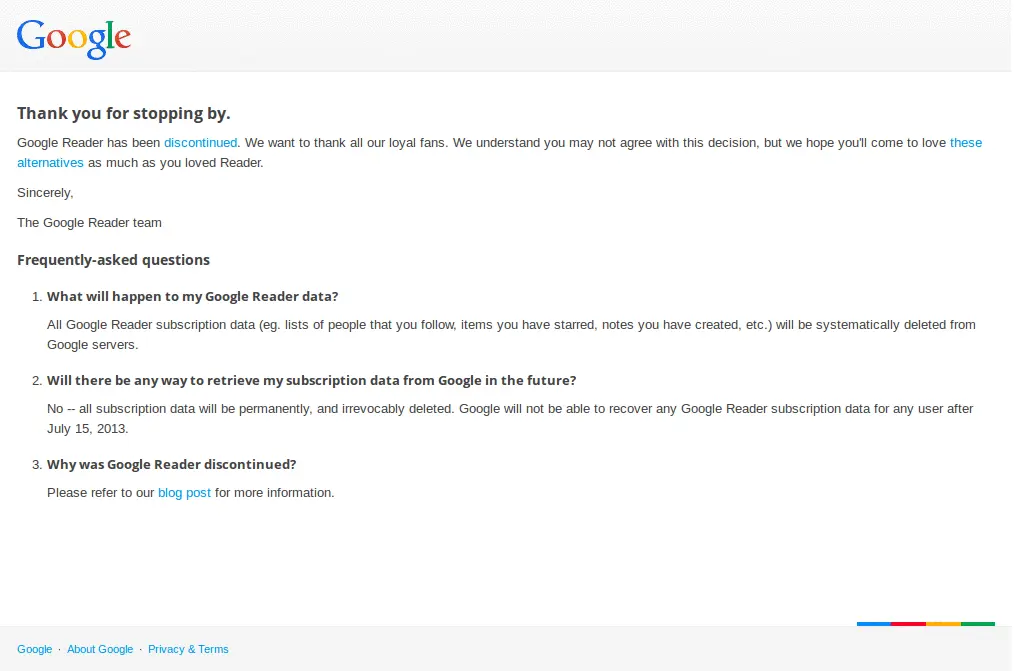 Google
Thank you for stopping by.
Google Reader has been discontinued. We want to thank all our loyal fans. We understand you may not agree with this decision, but we hope you'll come to love these
alternatives as much as you loved Reader.
Sincerely,
The Google Reader team
Frequently-asked questions
1. What will happen to my Google Reader data?
All Google Reader subscription data (eg. lists of people that you follow, items you have starred, notes you have created, etc.) will be systematically deleted from
Google servers.
2. Will there be any way to retrieve my subscription data from Google in the future?
No -- all subscription data will be permanently, and irrevocably deleted. Google will not be able to recover any Google Reader subscription data for any user after
July 15, 2013.
3. Why was Google Reader discontinued?
Please refer to our blog post for more information.
Google · About Google · Privacy & Terms